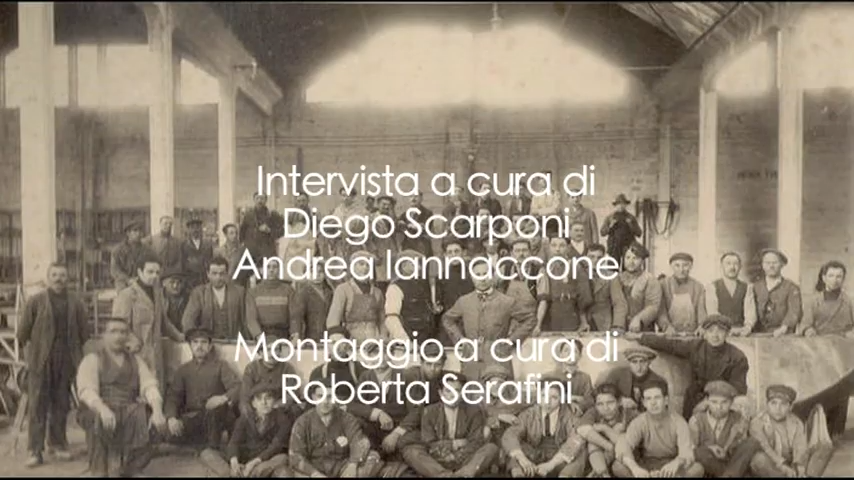 Intervista a cura di
Diego Scarponi
Andrea Iannaccone
Montaggio a cura di
Roberta Serafini